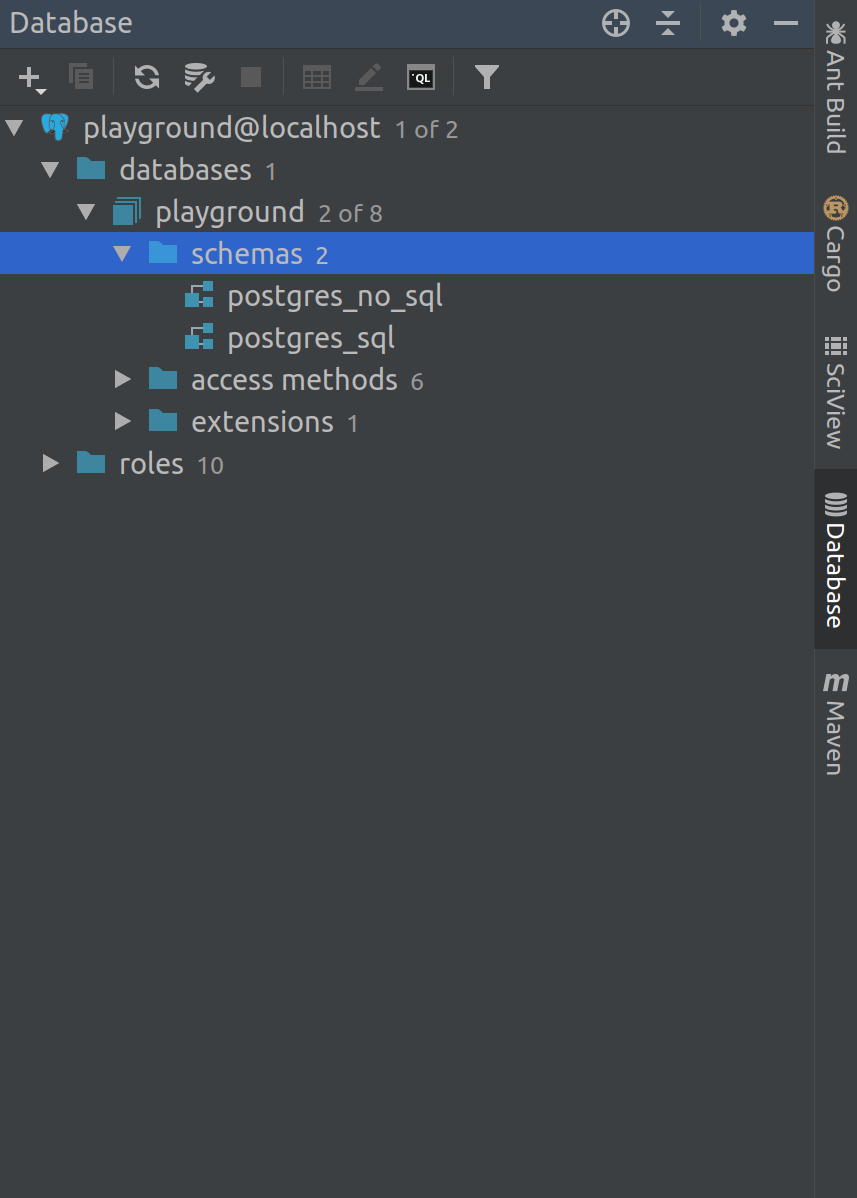 Database
QL
playground@localhost 1 of 2
databases 1
playground 2 of 8
schemas 2
postgres_no_sql
postgres_sql
access methods 6
extensions 1
roles 10
Ant Build
R
Cargo
SciView
Database
m
Maven